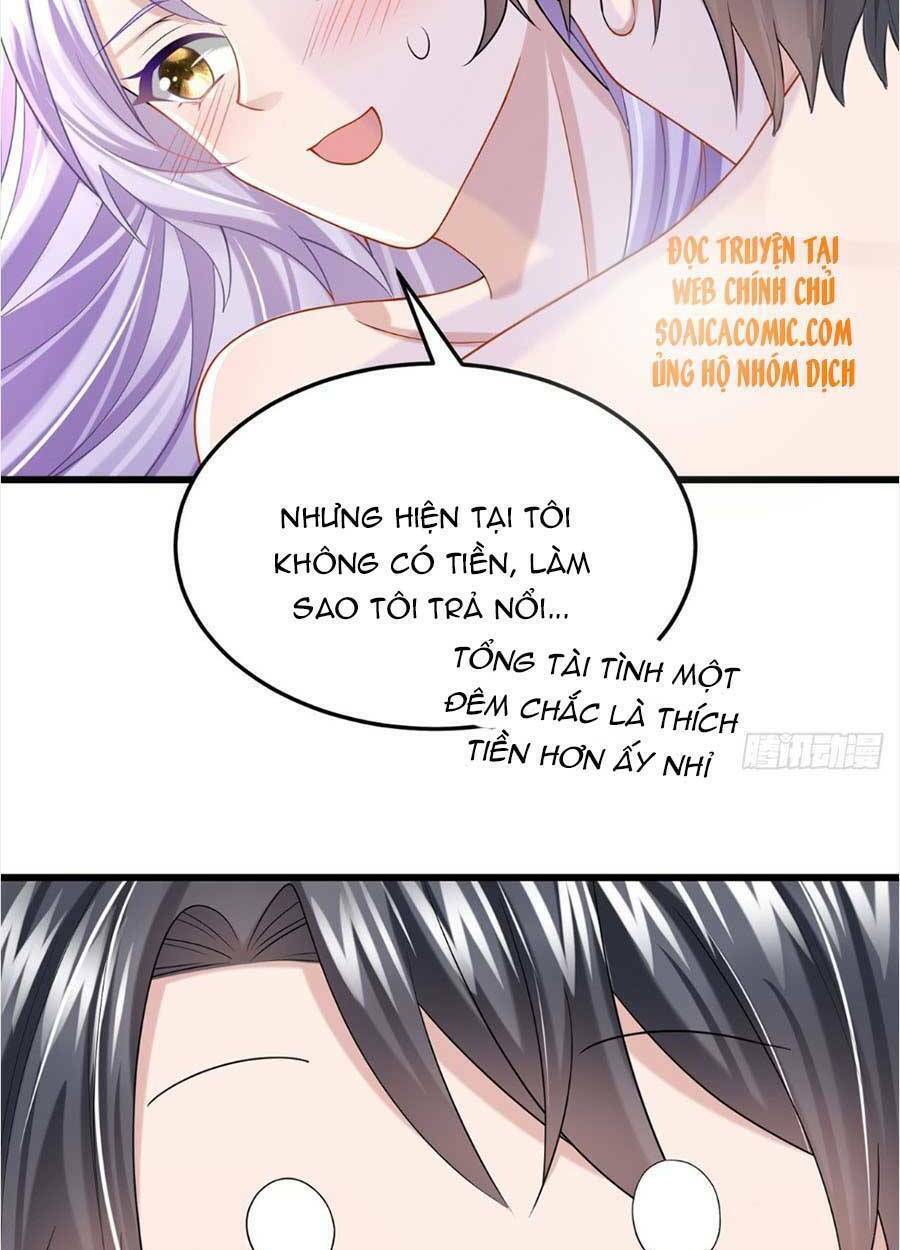 ĐỌC TRUYỆN TẠI
WEB CHÍNH CHỦ
SOAICACOMIC.COM
ỦNG HỘ NHÓM DỊCH
NHƯNG HIỆN TẠI TÔI
KHÔNG CÓ TIỀN, LÀM
SAO TÔI TRẢ NỔI...
TỔNG TÀI TÌNH MỘT
ĐÊM CHẮC LÀ THÍCH
TIỀN HƠN ẤY NHỈ
腾讯动漫